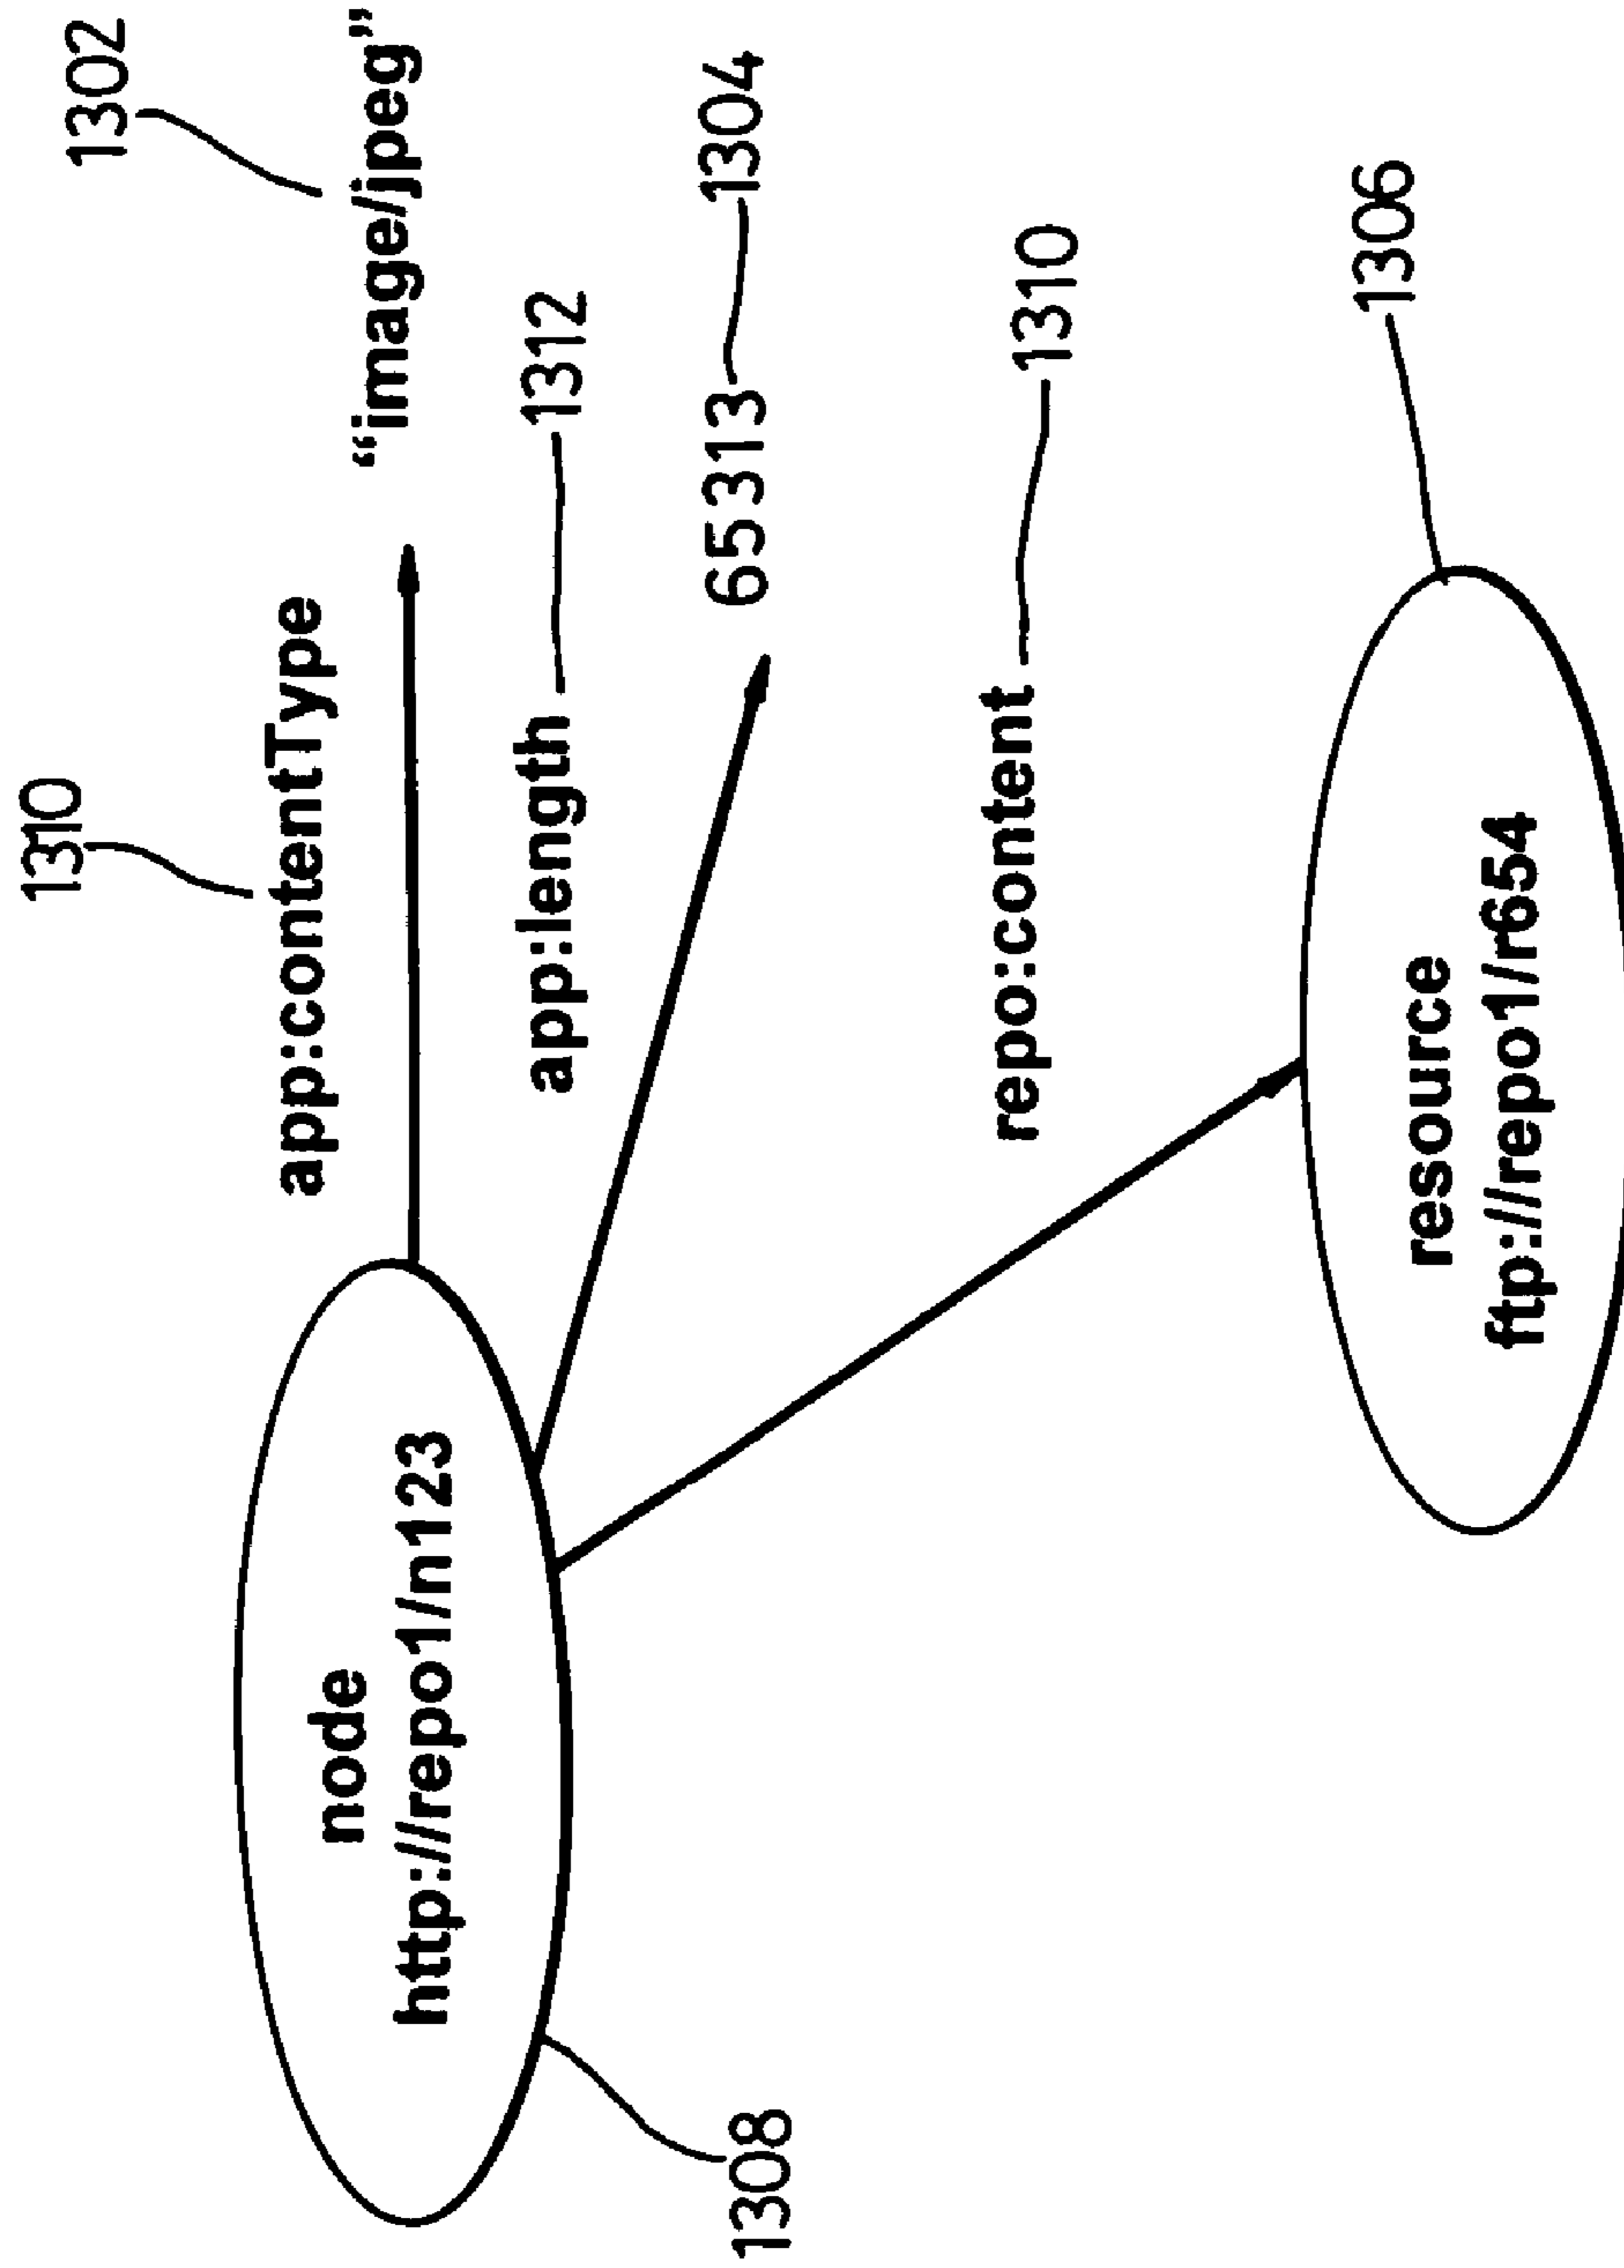 1310
1302
app:contentType
"image/jpeg"
node
http://repo1/n123
app:length
1312
65313
1304
1308
repo:content
1310
1306
resource
ftp://repo1/r654